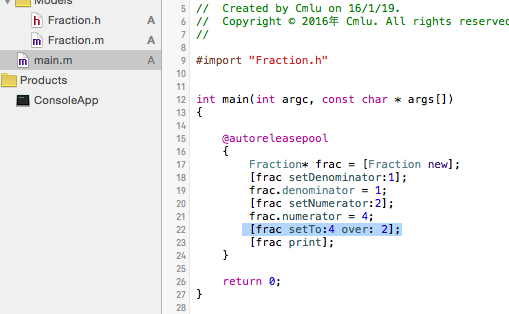 Models
Fraction.h A
Fraction.m A
main.m A
Products
ConsoleApp
5 // Created by Cmlu on 16/1/19.
6 // Copyright © 2016年 Cmlu. All rights reserved
7 //
8
9 #import "Fraction.h"
10
11
12 int main(int argc, const char * args[])
13 {
14
15 @autoreleasepool
16 {
17 Fraction* frac = [Fraction new];
18 [frac setDenominator:1];
19 frac.denominator = 1;
20 [frac setNumerator:2];
21 frac.numerator = 4;
22 [frac setTo:4 over: 2];
23 [frac print];
24 }
25
26 return 0;
27 }
28